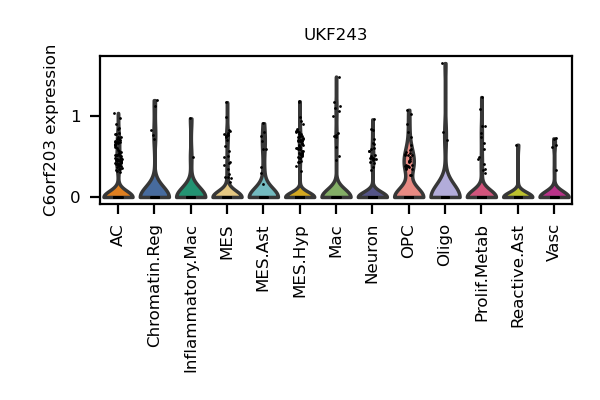 UKF243
C6orf203 expression
1
0
AC
Chromatin.Reg
Inflammatory.Mac
MES
MES.Ast
MES.Hyp
Mac
Neuron
OPC
Oligo
Prolif.Metab
Reactive.Ast
Vasc